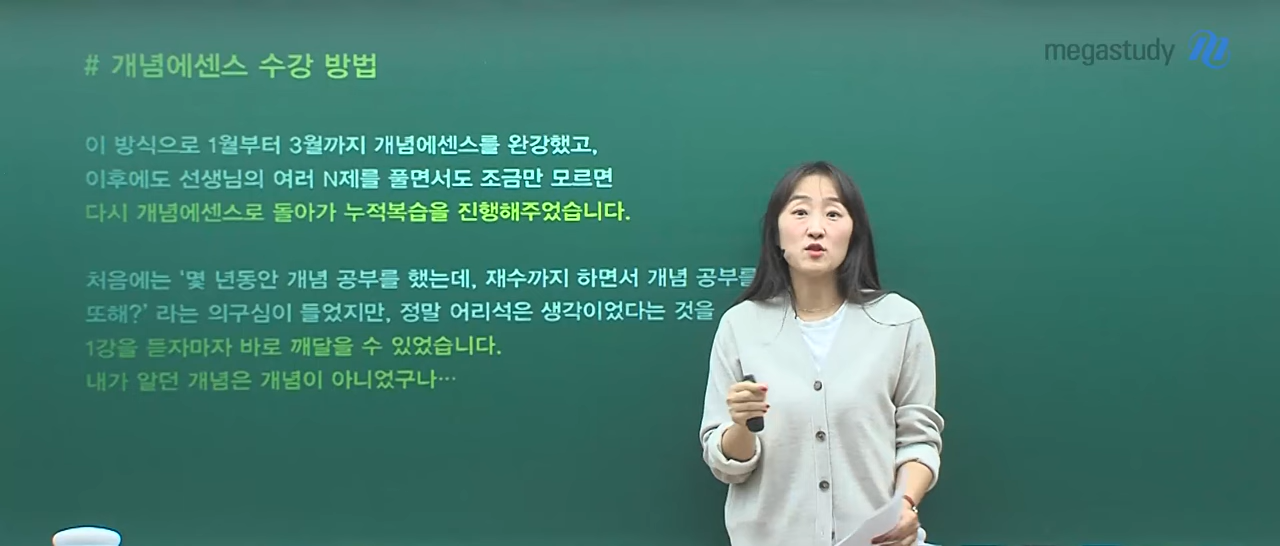 megastudy
# 개념에센스 수강 방법
이 방식으로 1월부터 3월까지 개념에센스를 완강했고,
이후에도 선생님의 여러 N제를 풀면서도 조금만 모르면
다시 개념에센스로 돌아가 누적복습을 진행해주었습니다.
처음에는 '몇 년동안 개념 공부를 했는데, 재수까지 하면서 개념 공부를
또해?' 라는 의구심이 들었지만, 정말 어리석은 생각이었다는 것을
1강을 듣자마자 바로 깨달을 수 있었습니다.
내가 알던 개념은 개념이 아니었구나…